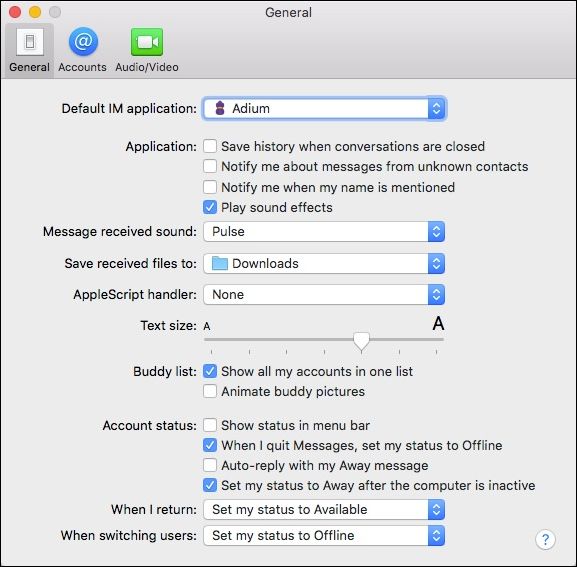 General
General Accounts Audio/Video
Default IM application: Adium
Application: Save history when conversations are closed
Notify me about messages from unknown contacts
Notify me when my name is mentioned
Play sound effects
Message received sound: Pulse
Save received files to: Downloads
AppleScript handler: None
Text size: A A
Buddy list: Show all my accounts in one list
Animate buddy pictures
Account status: Show status in menu bar
When I quit Messages, set my status to Offline
Auto-reply with my Away message
Set my status to Away after the computer is inactive
When I return: Set my status to Available
When switching users: Set my status to Offline ?